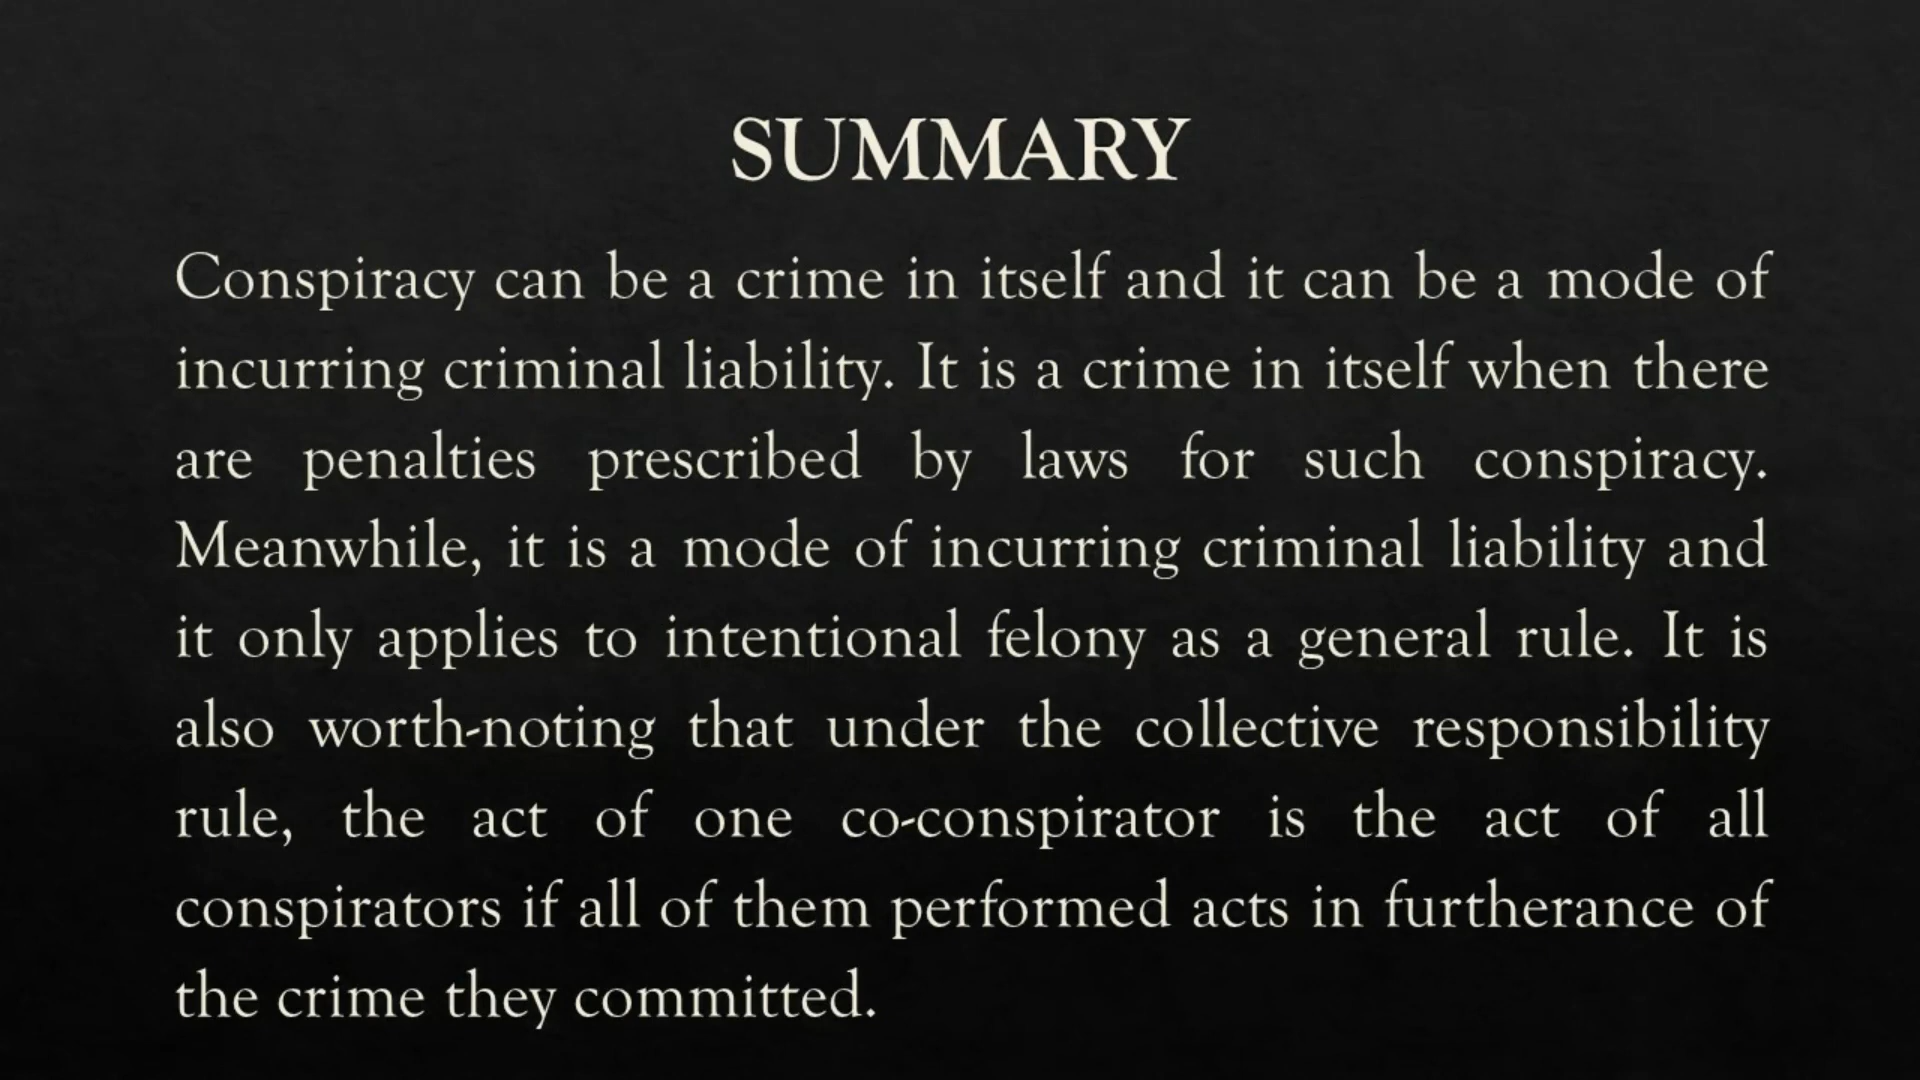 SUMMARY
Conspiracy can be a crime in itself and it can be a mode of
incurring criminal liability. It is a crime in itself when there
are penalties prescribed by laws for such conspiracy.
Meanwhile, it is a mode of incurring criminal liability and
it only applies to intentional felony as a general rule. It is
also worth-noting that under the collective responsibility
rule, the act of one co-conspirator is the act of all
conspirators if all of them performed acts in furtherance of
the crime they committed.